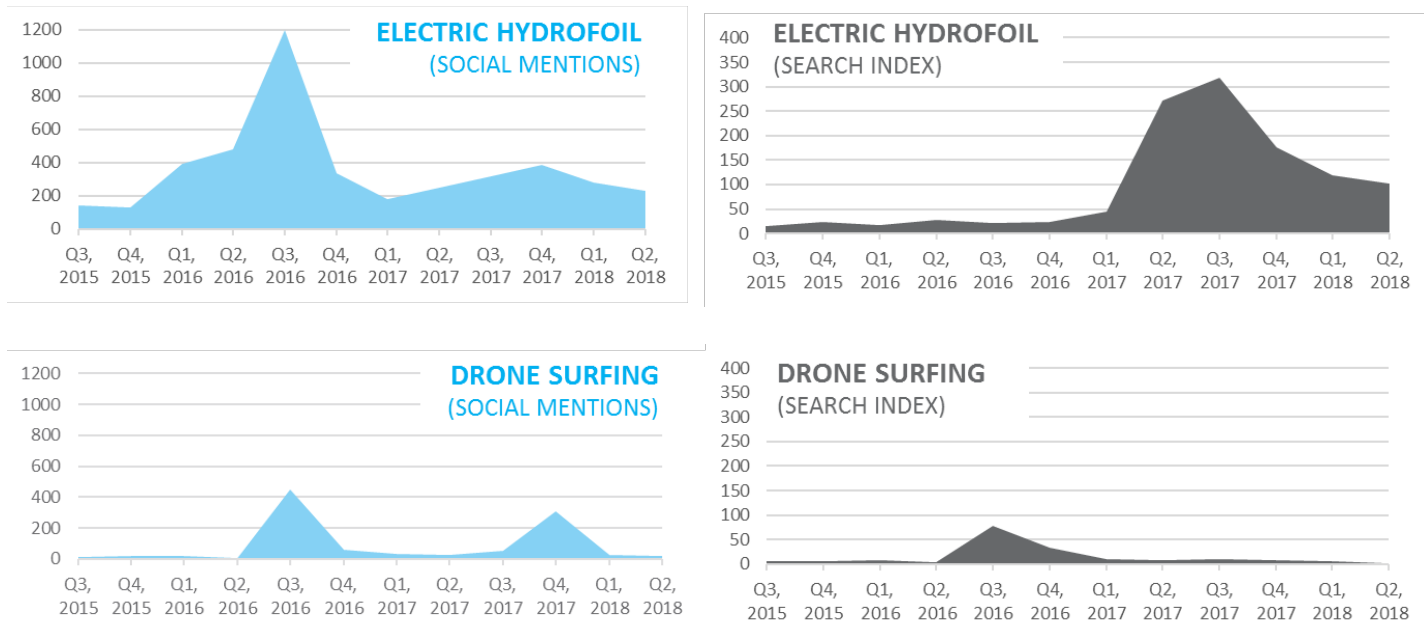 ELECTRIC HYDROFOIL
(SOCIAL MENTIONS)
1200
1000
800
600
400
200
0
Q3, Q4, Q1, Q2, Q3, Q4, Q1, Q2, Q3, Q4, Q1, Q2,
2015 2015 2016 2016 2016 2016 2017 2017 2017 2017 2018 2018
ELECTRIC HYDROFOIL
(SEARCH INDEX)
400
350
300
250
200
150
100
50
0
Q3, Q4, Q1, Q2, Q3, Q4, Q1, Q2, Q3, Q4, Q1, Q2,
2015 2015 2016 2016 2016 2016 2017 2017 2017 2017 2018 2018
DRONE SURFING
(SOCIAL MENTIONS)
1200
1000
800
600
400
200
0
Q3, Q4, Q1, Q2, Q3, Q4, Q1, Q2, Q3, Q4, Q1, Q2,
2015 2015 2016 2016 2016 2016 2017 2017 2017 2017 2018 2018
DRONE SURFING
(SEARCH INDEX)
400
350
300
250
200
150
100
50
0
Q3, Q4, Q1, Q2, Q3, Q4, Q1, Q2, Q3, Q4, Q1, Q2,
2015 2015 2016 2016 2016 2016 2017 2017 2017 2017 2018 2018